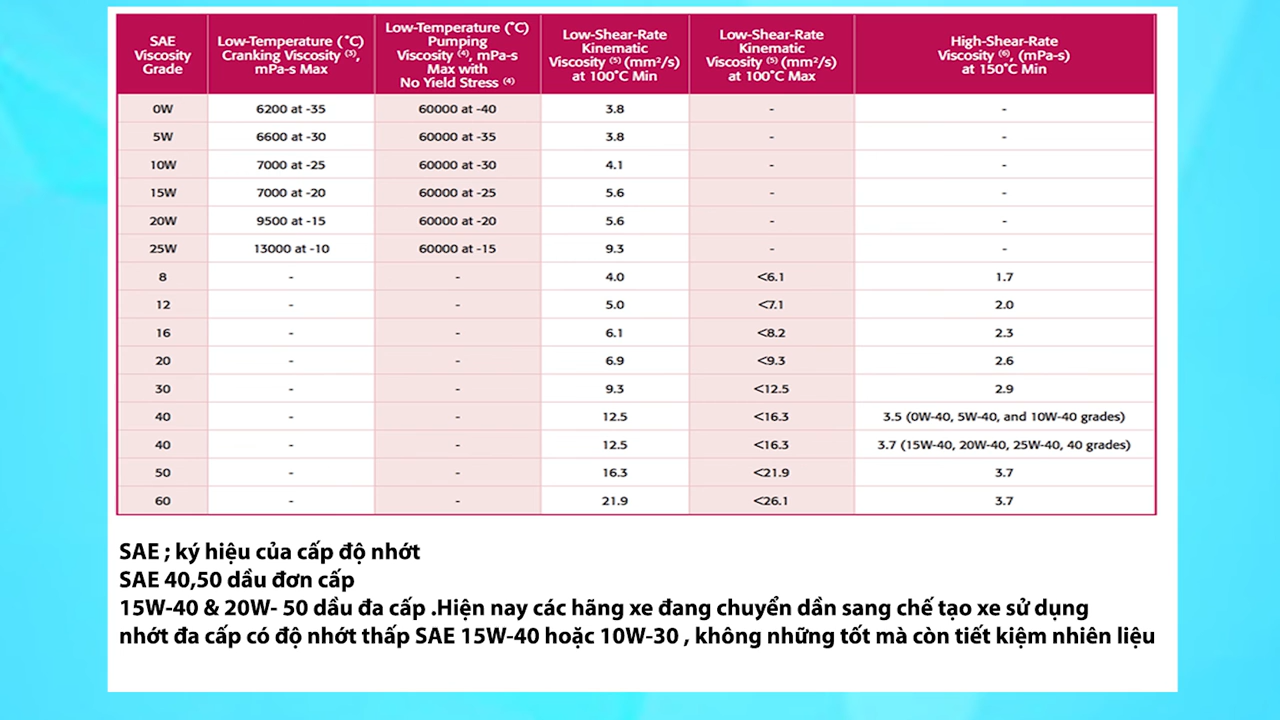 SAE Viscosity Grade
Low-Temperature (˚C) Cranking Viscosity (3), mPa-s Max
Low-Temperature (˚C) Pumping Viscosity (4), mPa-s Max with No Yield Stress (4)
Low-Shear-Rate Kinematic Viscosity (5) (mm²/s) at 100˚C Min
Low-Shear-Rate Kinematic Viscosity (5) (mm²/s) at 100˚C Max
High-Shear-Rate Viscosity (6), (mPa-s) at 150˚C Min
0W 6200 at -35 60000 at -40 3.8 - -
5W 6600 at -30 60000 at -35 3.8 - -
10W 7000 at -25 60000 at -30 4.1 - -
15W 7000 at -20 60000 at -25 5.6 - -
20W 9500 at -15 60000 at -20 5.6 - -
25W 13000 at -10 60000 at -15 9.3 - -
8 - - 4.0 <6.1 1.7
12 - - 5.0 <7.1 2.0
16 - - 6.1 <8.2 2.3
20 - - 6.9 <9.3 2.6
30 - - 9.3 <12.5 2.9
40 - - 12.5 <16.3 3.5 (0W-40, 5W-40, and 10W-40 grades)
40 - - 12.5 <16.3 3.7 (15W-40, 20W-40, 25W-40, 40 grades)
50 - - 16.3 <21.9 3.7
60 - - 21.9 <26.1 3.7
SAE ; ký hiệu của cấp độ nhớt
SAE 40,50 dầu đơn cấp
15W-40 & 20W- 50 dầu đa cấp .Hiện nay các hãng xe đang chuyển dần sang chế tạo xe sử dụng
nhớt đa cấp có độ nhớt thấp SAE 15W-40 hoặc 10W-30 , không những tốt mà còn tiết kiệm nhiên liệu